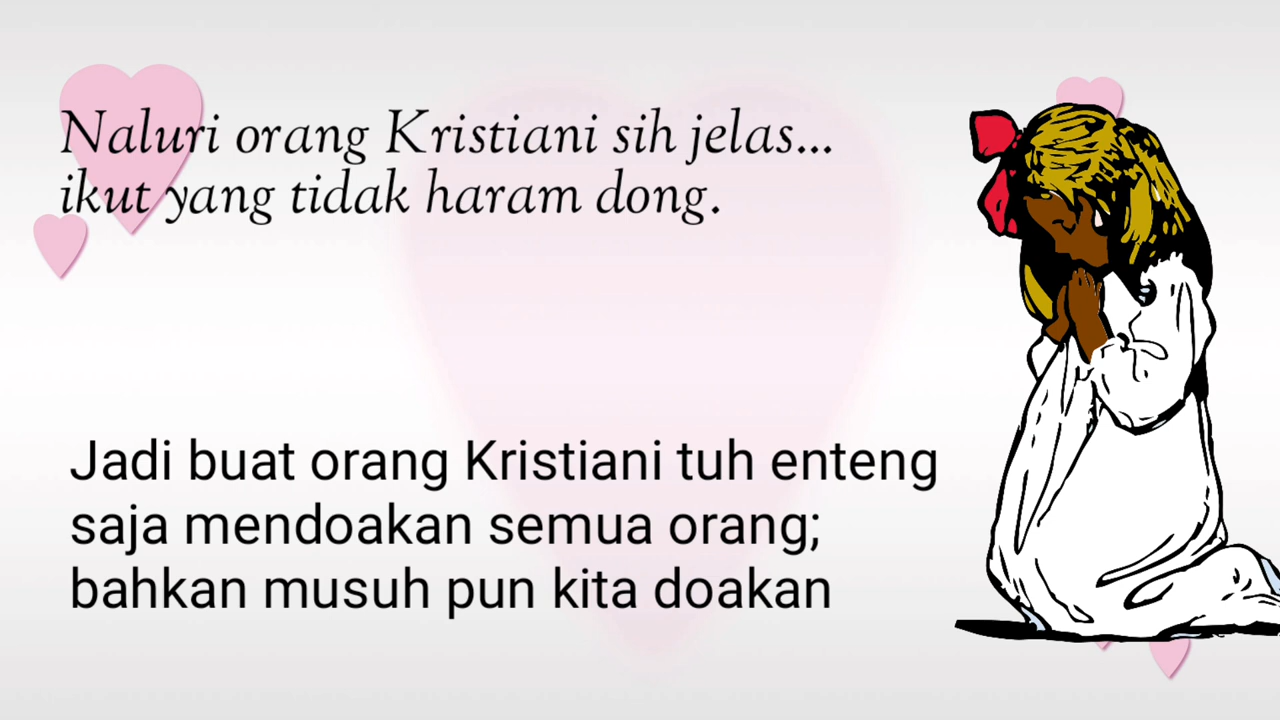 Naluri orang Kristiani sih jelas...
ikut yang tidak haram dong.
Jadi buat orang Kristiani tuh enteng
saja mendoakan semua orang;
bahkan musuh pun kita doakan